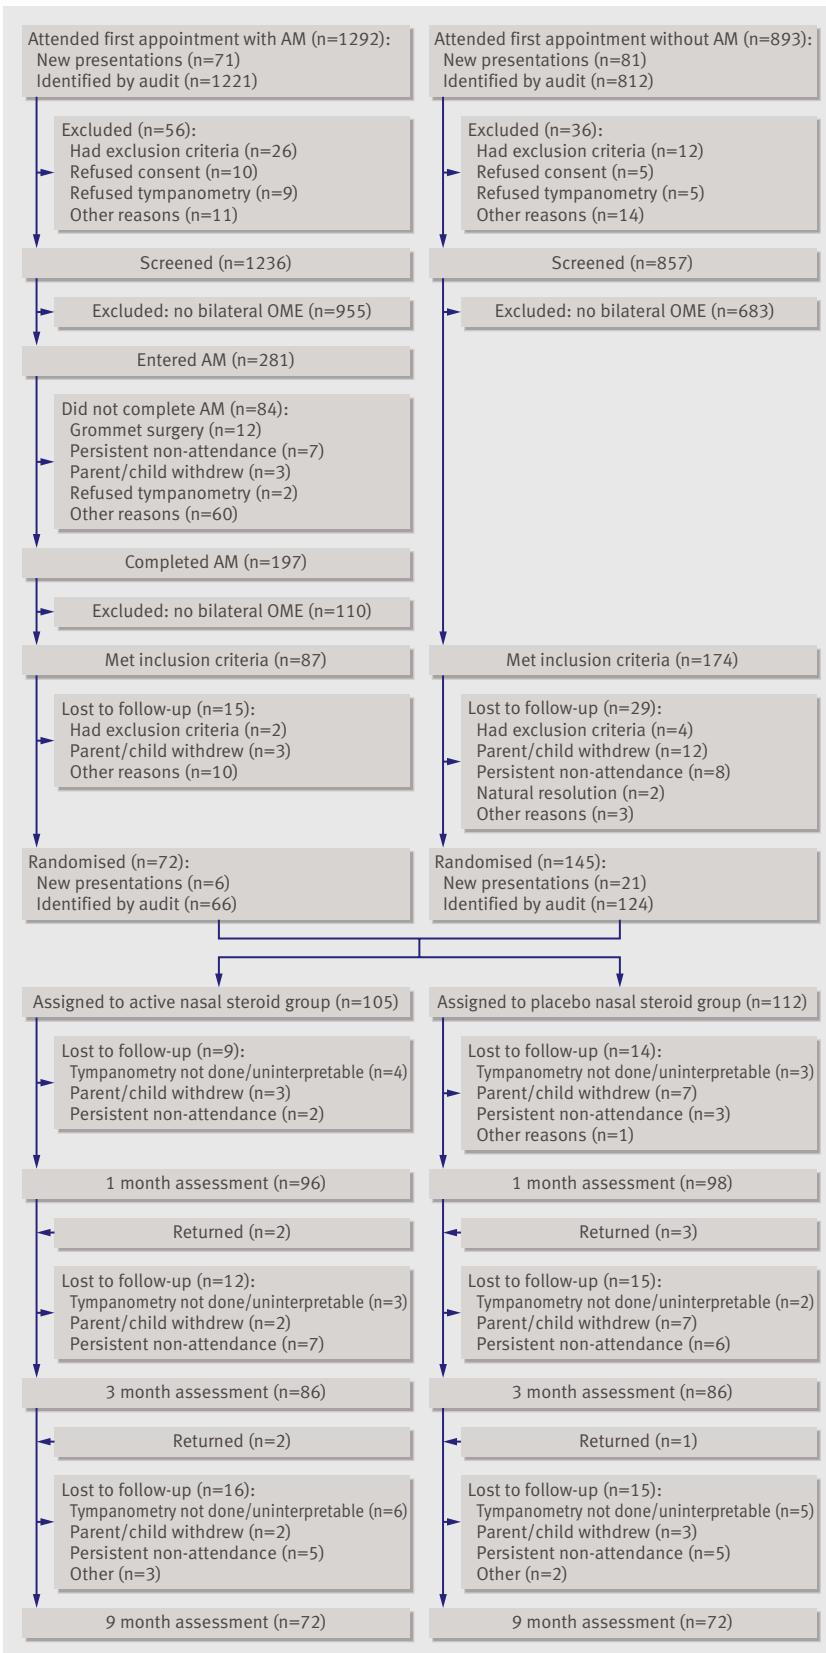 Attended first appointment with AM (n=1292):
New presentations (n=71)
Identified by audit (n=1221)
Attended first appointment without AM (n=893):
New presentations (n=81)
Identified by audit (n=812)
Excluded (n=56):
Had exclusion criteria (n=26)
Refused consent (n=10)
Refused tympanometry (n=9)
Other reasons (n=11)
Excluded (n=36):
Had exclusion criteria (n=12)
Refused consent (n=5)
Refused tympanometry (n=5)
Other reasons (n=14)
Screened (n=1236)
Screened (n=857)
Excluded: no bilateral OME (n=955)
Excluded: no bilateral OME (n=683)
Entered AM (n=281)
Did not complete AM (n=84):
Grommet surgery (n=12)
Persistent non-attendance (n=7)
Parent/child withdrew (n=3)
Refused tympanometry (n=2)
Other reasons (n=60)
Completed AM (n=197)
Excluded: no bilateral OME (n=110)
Met inclusion criteria (n=87)
Met inclusion criteria (n=174)
Lost to follow-up (n=15):
Had exclusion criteria (n=2)
Parent/child withdrew (n=3)
Other reasons (n=10)
Lost to follow-up (n=29):
Had exclusion criteria (n=4)
Parent/child withdrew (n=12)
Persistent non-attendance (n=8)
Natural resolution (n=2)
Other reasons (n=3)
Randomised (n=72):
New presentations (n=6)
Identified by audit (n=66)
Randomised (n=145):
New presentations (n=21)
Identified by audit (n=124)
Assigned to active nasal steroid group (n=105)
Assigned to placebo nasal steroid group (n=112)
Lost to follow-up (n=9):
Tympanometry not done/uninterpretable (n=4)
Parent/child withdrew (n=3)
Persistent non-attendance (n=2)
Lost to follow-up (n=14):
Tympanometry not done/uninterpretable (n=3)
Parent/child withdrew (n=7)
Persistent non-attendance (n=3)
Other reasons (n=1)
1 month assessment (n=96)
1 month assessment (n=98)
Returned (n=2)
Returned (n=3)
Lost to follow-up (n=12):
Tympanometry not done/uninterpretable (n=3)
Parent/child withdrew (n=2)
Persistent non-attendance (n=7)
Lost to follow-up (n=15):
Tympanometry not done/uninterpretable (n=2)
Parent/child withdrew (n=7)
Persistent non-attendance (n=6)
3 month assessment (n=86)
3 month assessment (n=86)
Returned (n=2)
Returned (n=1)
Lost to follow-up (n=16):
Tympanometry not done/uninterpretable (n=6)
Parent/child withdrew (n=2)
Persistent non-attendance (n=5)
Other (n=3)
Lost to follow-up (n=15):
Tympanometry not done/uninterpretable (n=5)
Parent/child withdrew (n=3)
Persistent non-attendance (n=5)
Other (n=2)
9 month assessment (n=72)
9 month assessment (n=72)